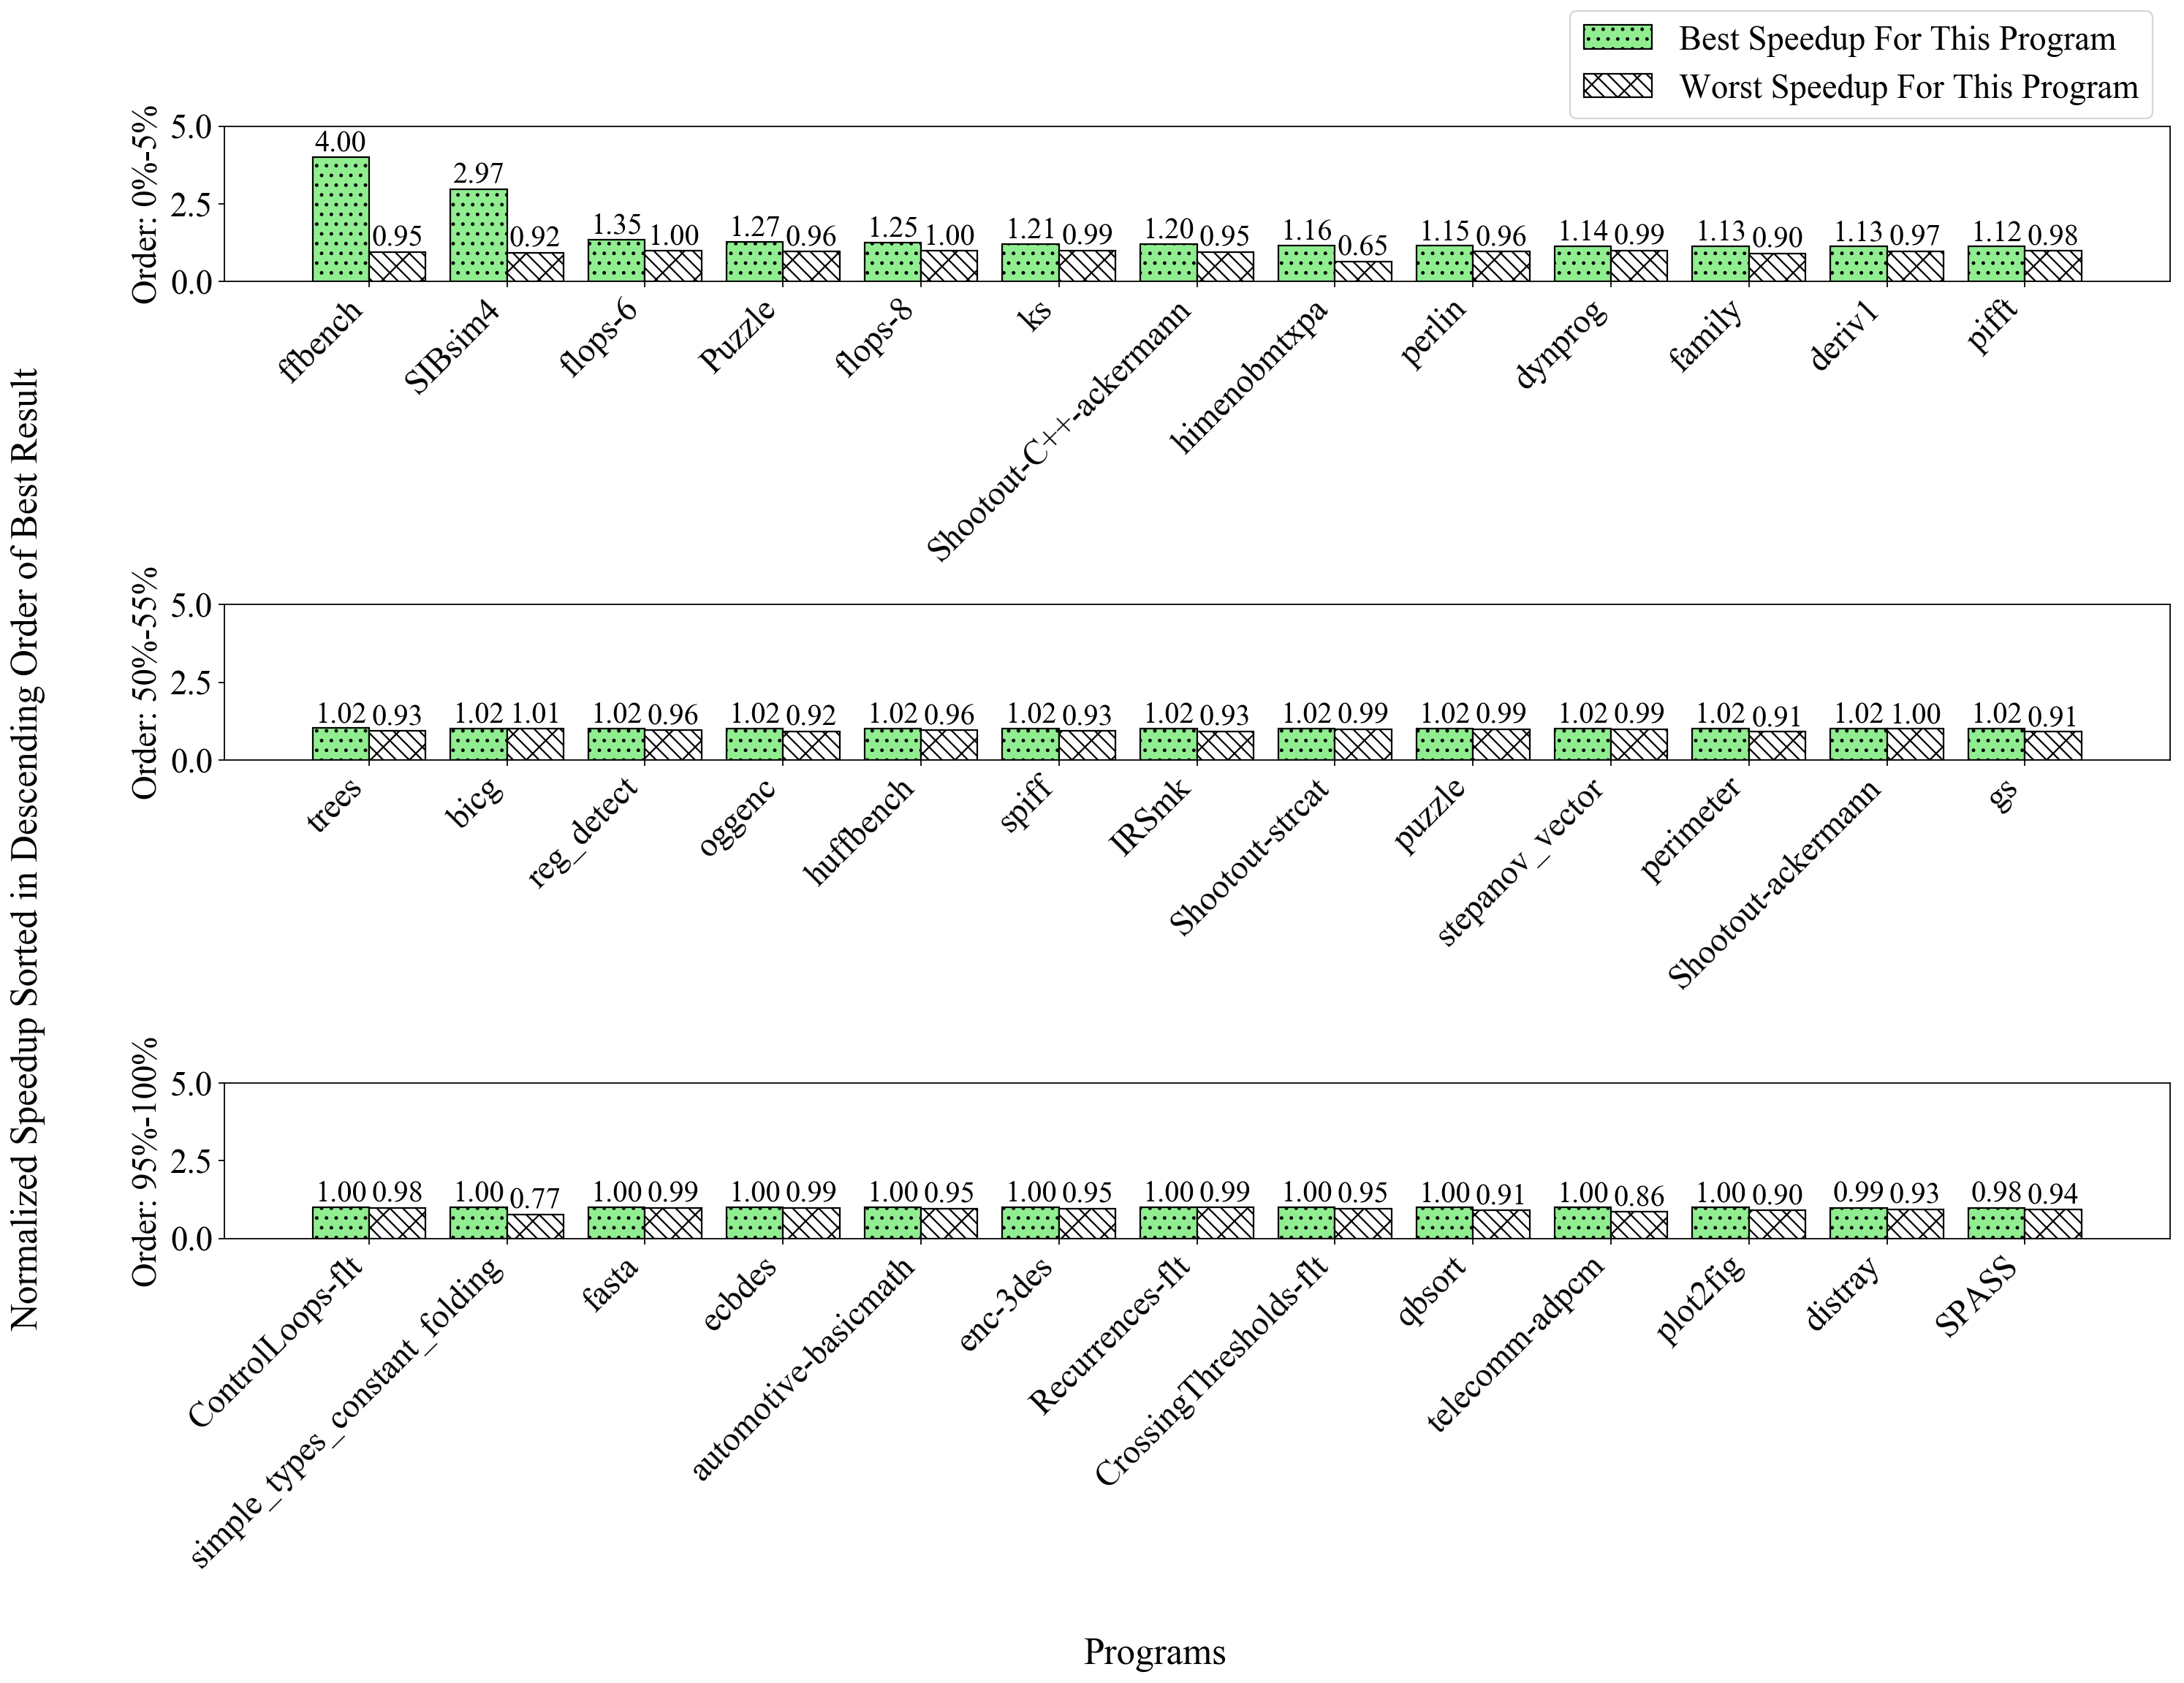 Best Speedup For This Program
Worst Speedup For This Program
Normalized Speedup Sorted in Descending Order of Best Result
Order: 0%-5%
5.0
2.5
0.0
4.00 0.95 2.97 0.92 1.35 1.00 1.27 0.96 1.25 1.00 1.21 0.99 1.20 0.95 1.16 0.65 1.15 0.96 1.14 0.99 1.13 0.90 1.13 0.97 1.12 0.98
ffbench
SIBsim4
flops-6
Puzzle
flops-8
ks
Shootout-C++-ackermann
himenobmtxpa
perlin
dynprog
family
deriv1
pifft
Order: 50%-55%
5.0
2.5
0.0
1.02 0.93 1.02 1.01 1.02 0.96 1.02 0.92 1.02 0.96 1.02 0.93 1.02 0.93 1.02 0.99 1.02 0.99 1.02 0.99 1.02 0.91 1.02 1.00 1.02 0.91
trees
bicg
reg_detect
oggenc
huffbench
spiff
IRSmk
Shootout-strcat
puzzle
stepanov_vector
perimeter
Shootout-ackermann
gs
Order: 95%-100%
5.0
2.5
0.0
1.00 0.98 1.00 0.77 1.00 0.99 1.00 0.99 1.00 0.95 1.00 0.95 1.00 0.99 1.00 0.95 1.00 0.91 1.00 0.86 1.00 0.90 0.99 0.93 0.98 0.94
ControlLoops-flt
simple_types_constant_folding
fasta
ecbdes
automotive-basicmath
enc-3des
Recurrences-flt
CrossingThresholds-flt
qbsort
telecomm-adpcm
plot2fig
distray
SPASS
Programs